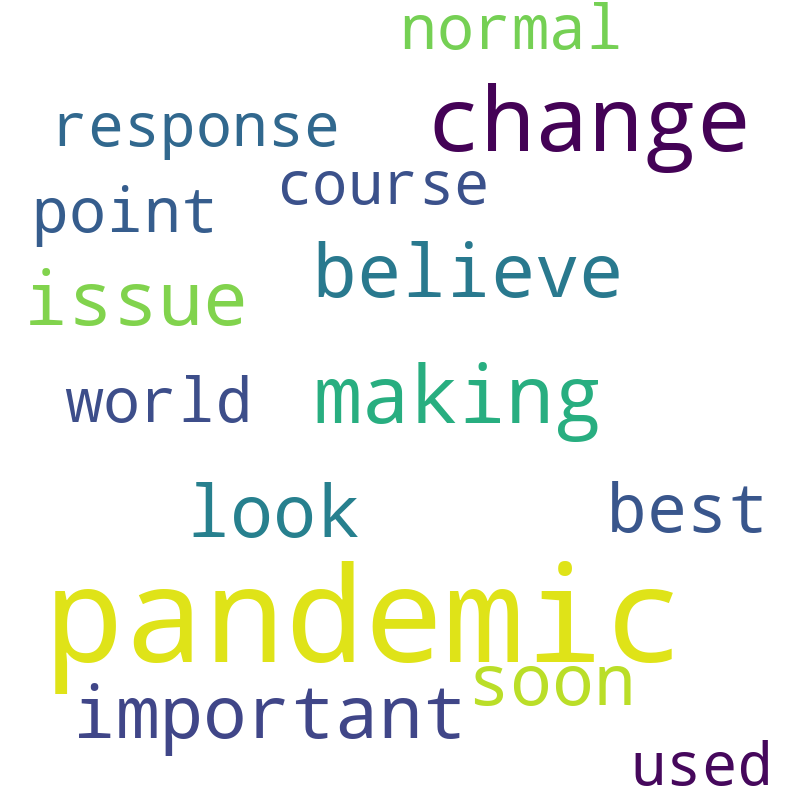 normal
change
response
course
point
believe
issue
making
world
look
best
pandemic
soon
important
used